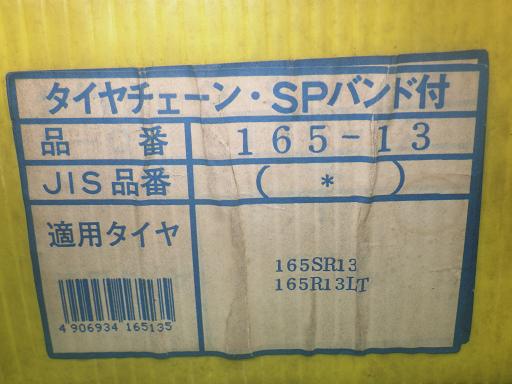 タイヤチェーン・SPバンド付
品 番 165-13
JIS品番 ( * )
適用タイヤ
165SR13
165R13LT
4 906934 165135